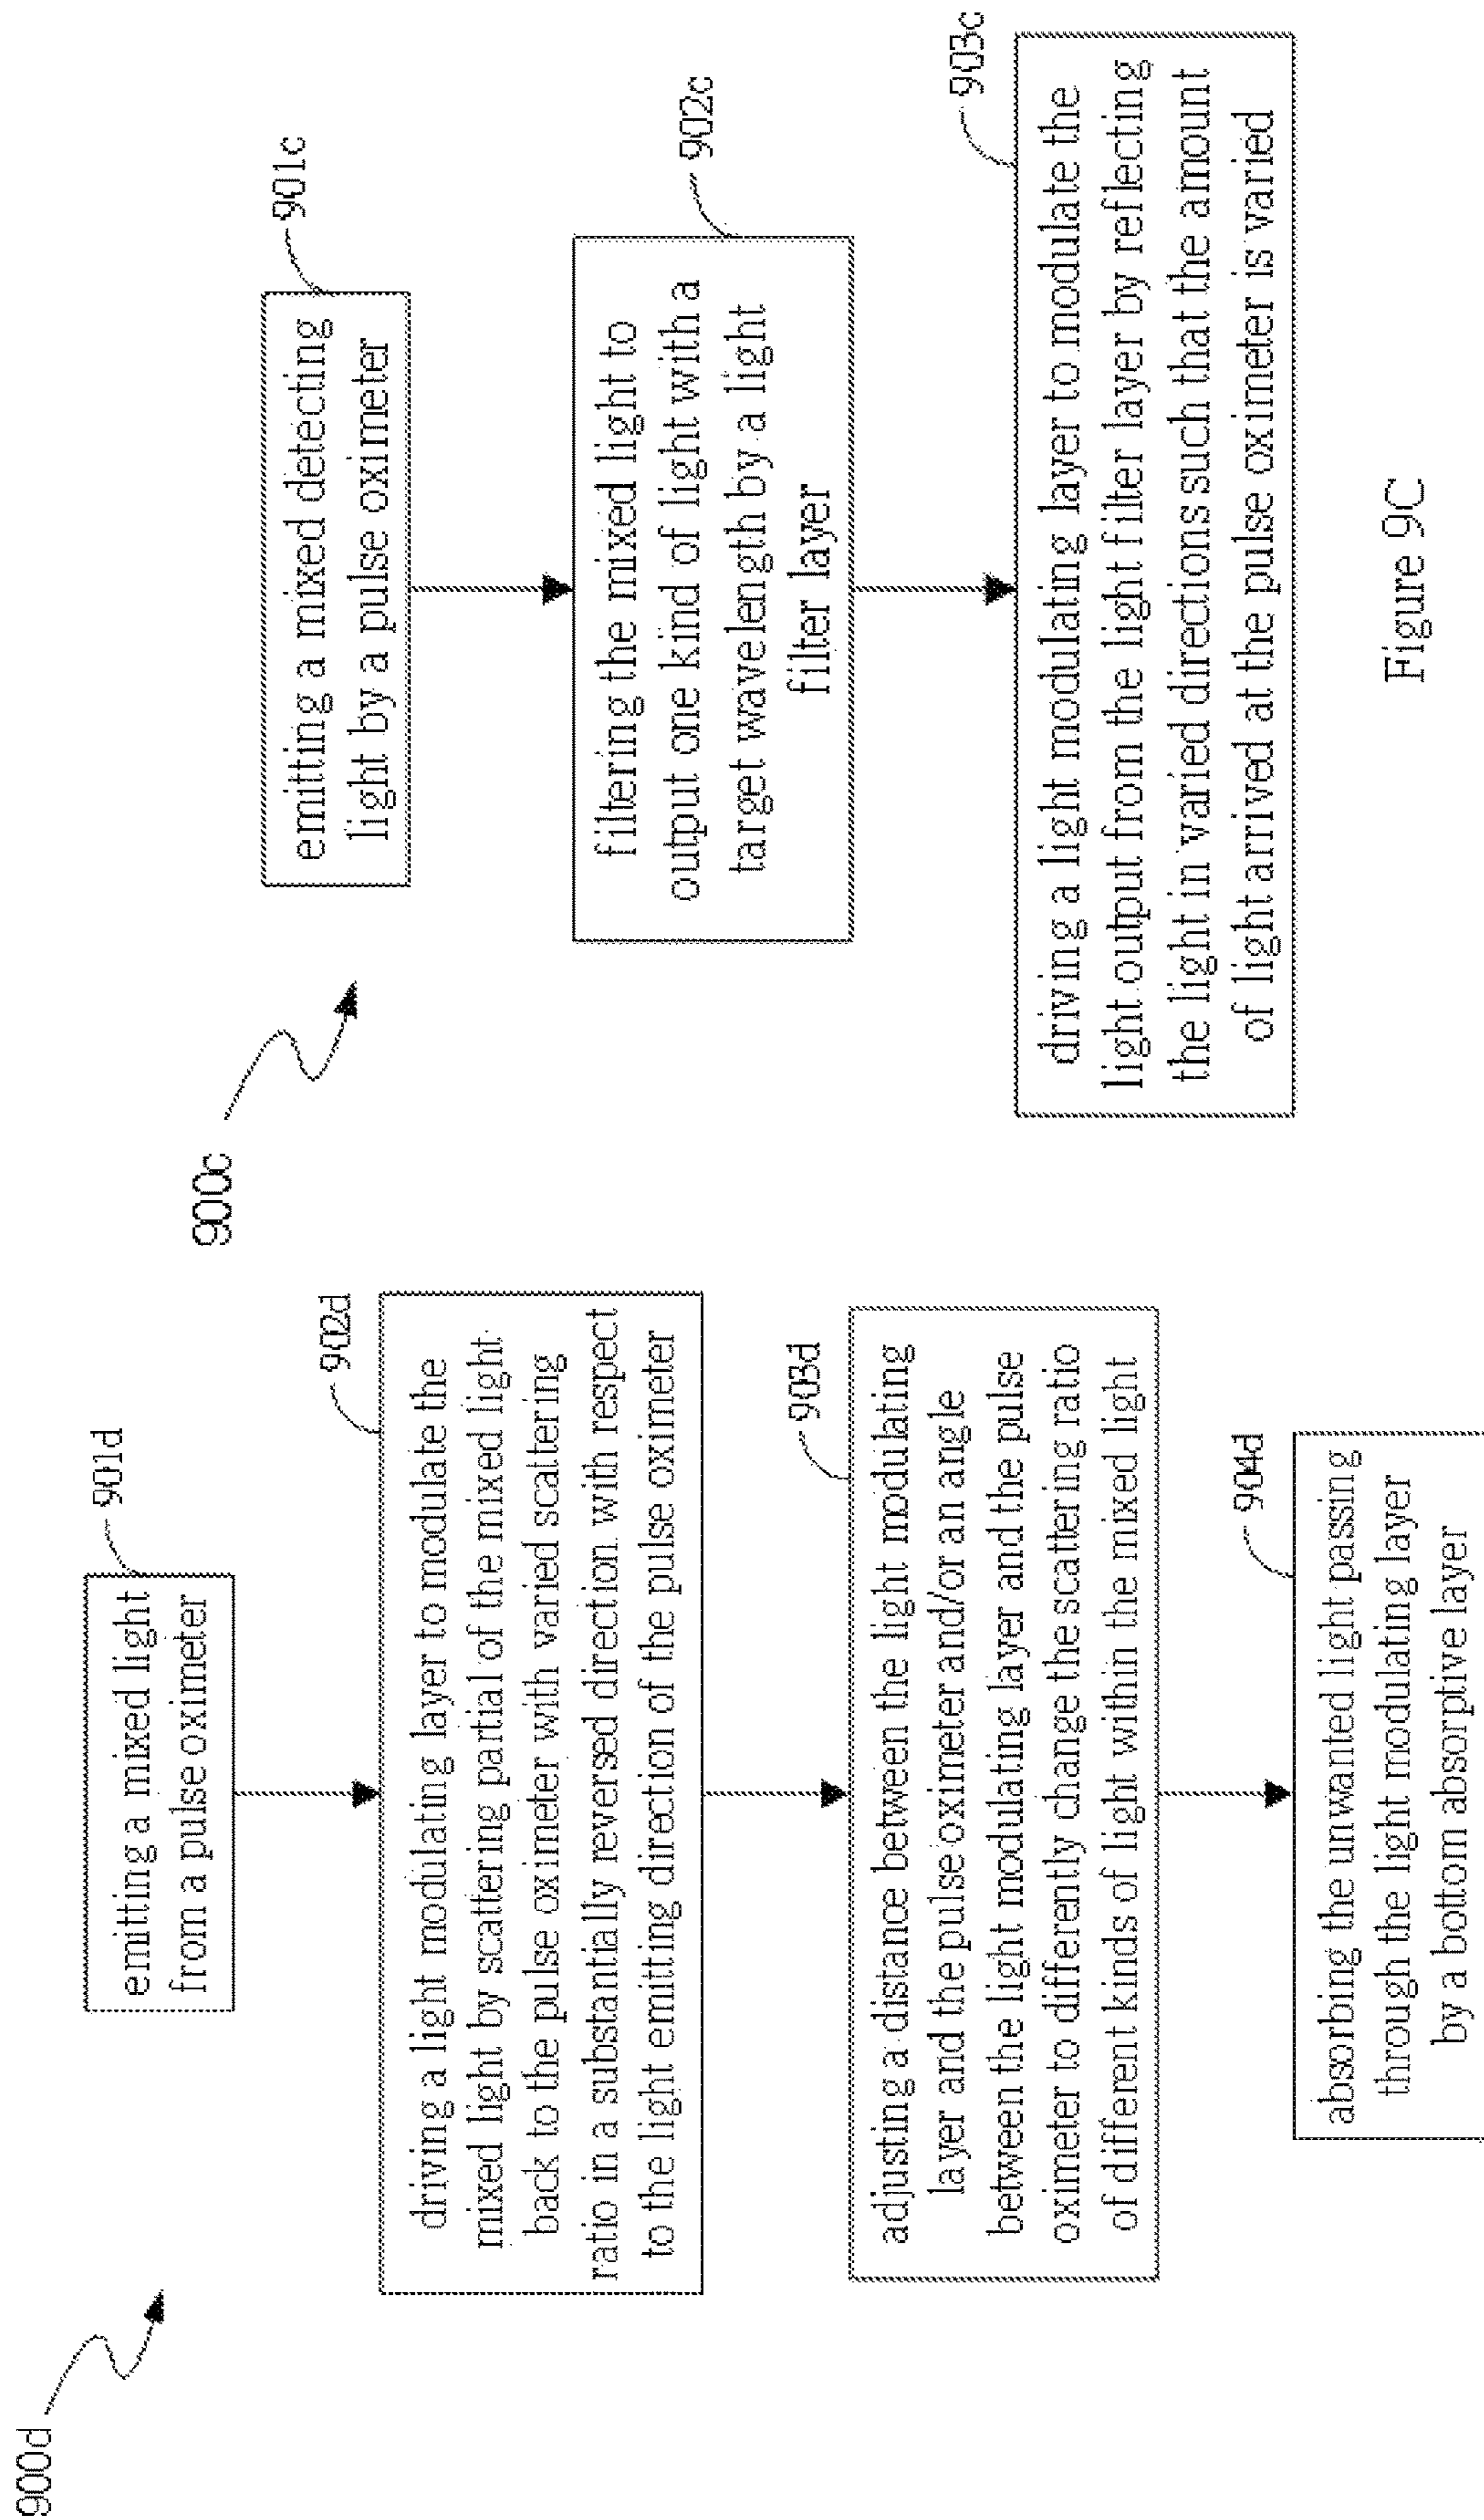 900d
901d
emitting a mixed light
from a pulse oximeter
902d
driving a light modulating layer to modulate the
mixed light by scattering partial of the mixed light
back to the pulse oximeter with varied scattering
ratio in a substantially reversed direction with respect
to the light emitting direction of the pulse oximeter
903d
adjusting a distance between the light modulating
layer and the pulse oximeter and/or an angle
between the light modulating layer and the pulse
oximeter to differently change the scattering ratio
of different kinds of light within the mixed light
904d
absorbing the unwanted light passing
through the light modulating layer
by a bottom absorptive layer
900c
901c
emitting a mixed detecting
light by a pulse oximeter
902c
filtering the mixed light to
output one kind of light with a
target wavelength by a light
filter layer
903c
driving a light modulating layer to modulate the
light output from the light filter layer by reflecting
the light in varied directions such that the amount
of light arrived at the pulse oximeter is varied
Figure 9C